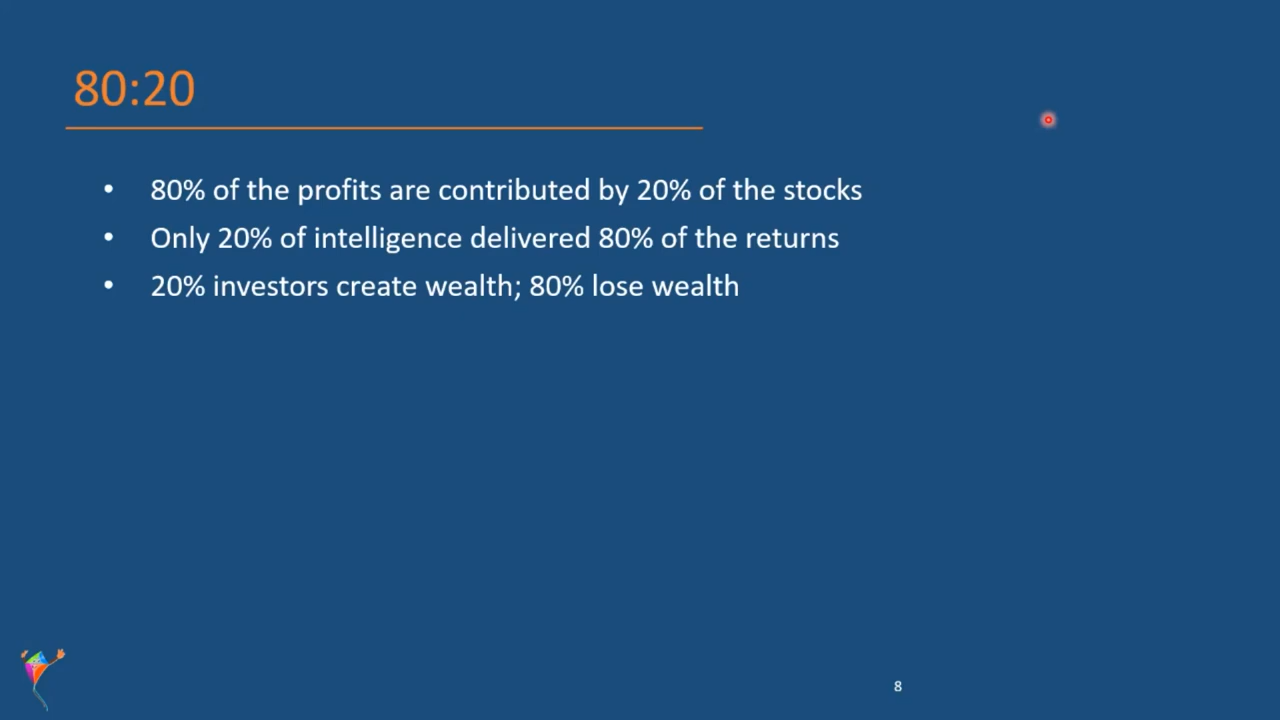 80:20
• 80% of the profits are contributed by 20% of the stocks
• Only 20% of intelligence delivered 80% of the returns
• 20% investors create wealth; 80% lose wealth
8